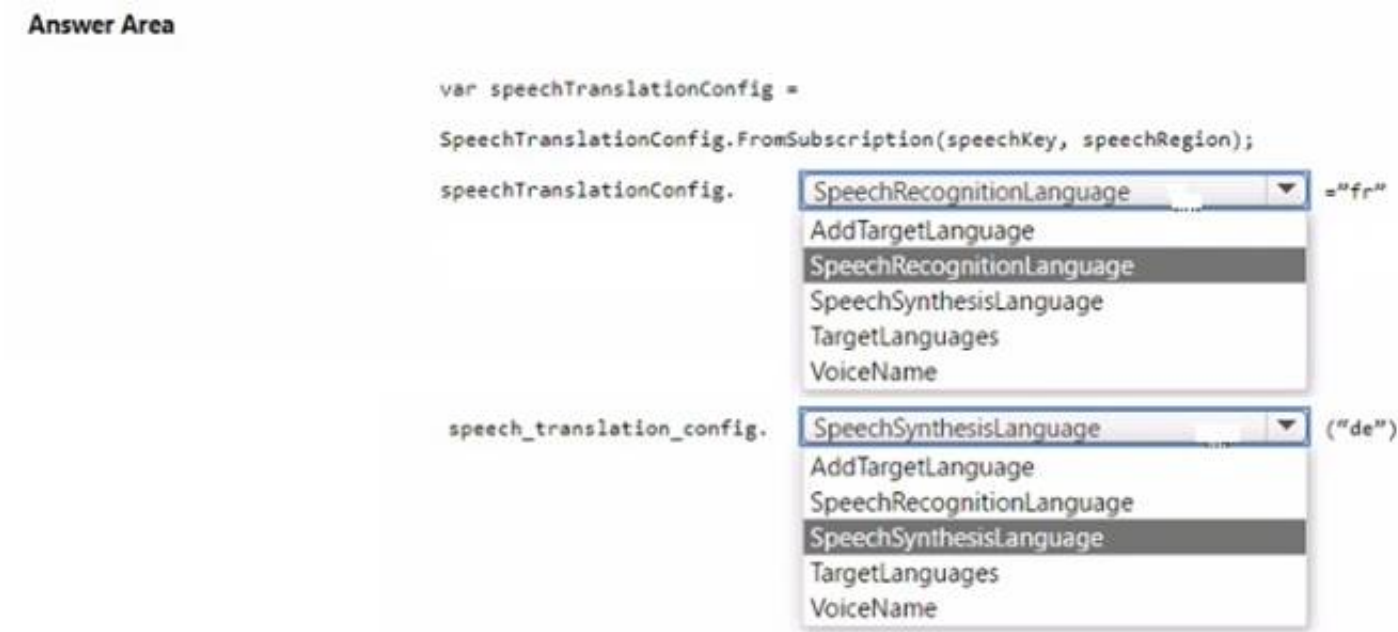 Answer Area
var speechTranslationConfig =
SpeechTranslationConfig.FromSubscription(speechKey, speechRegion);
speechTranslationConfig. SpeechRecognitionLanguage ="fr"
AddTargetLanguage
SpeechRecognitionLanguage
SpeechSynthesisLanguage
TargetLanguages
VoiceName
speech_translation_config. SpeechSynthesisLanguage ("de")
AddTargetLanguage
SpeechRecognitionLanguage
SpeechSynthesisLanguage
TargetLanguages
VoiceName